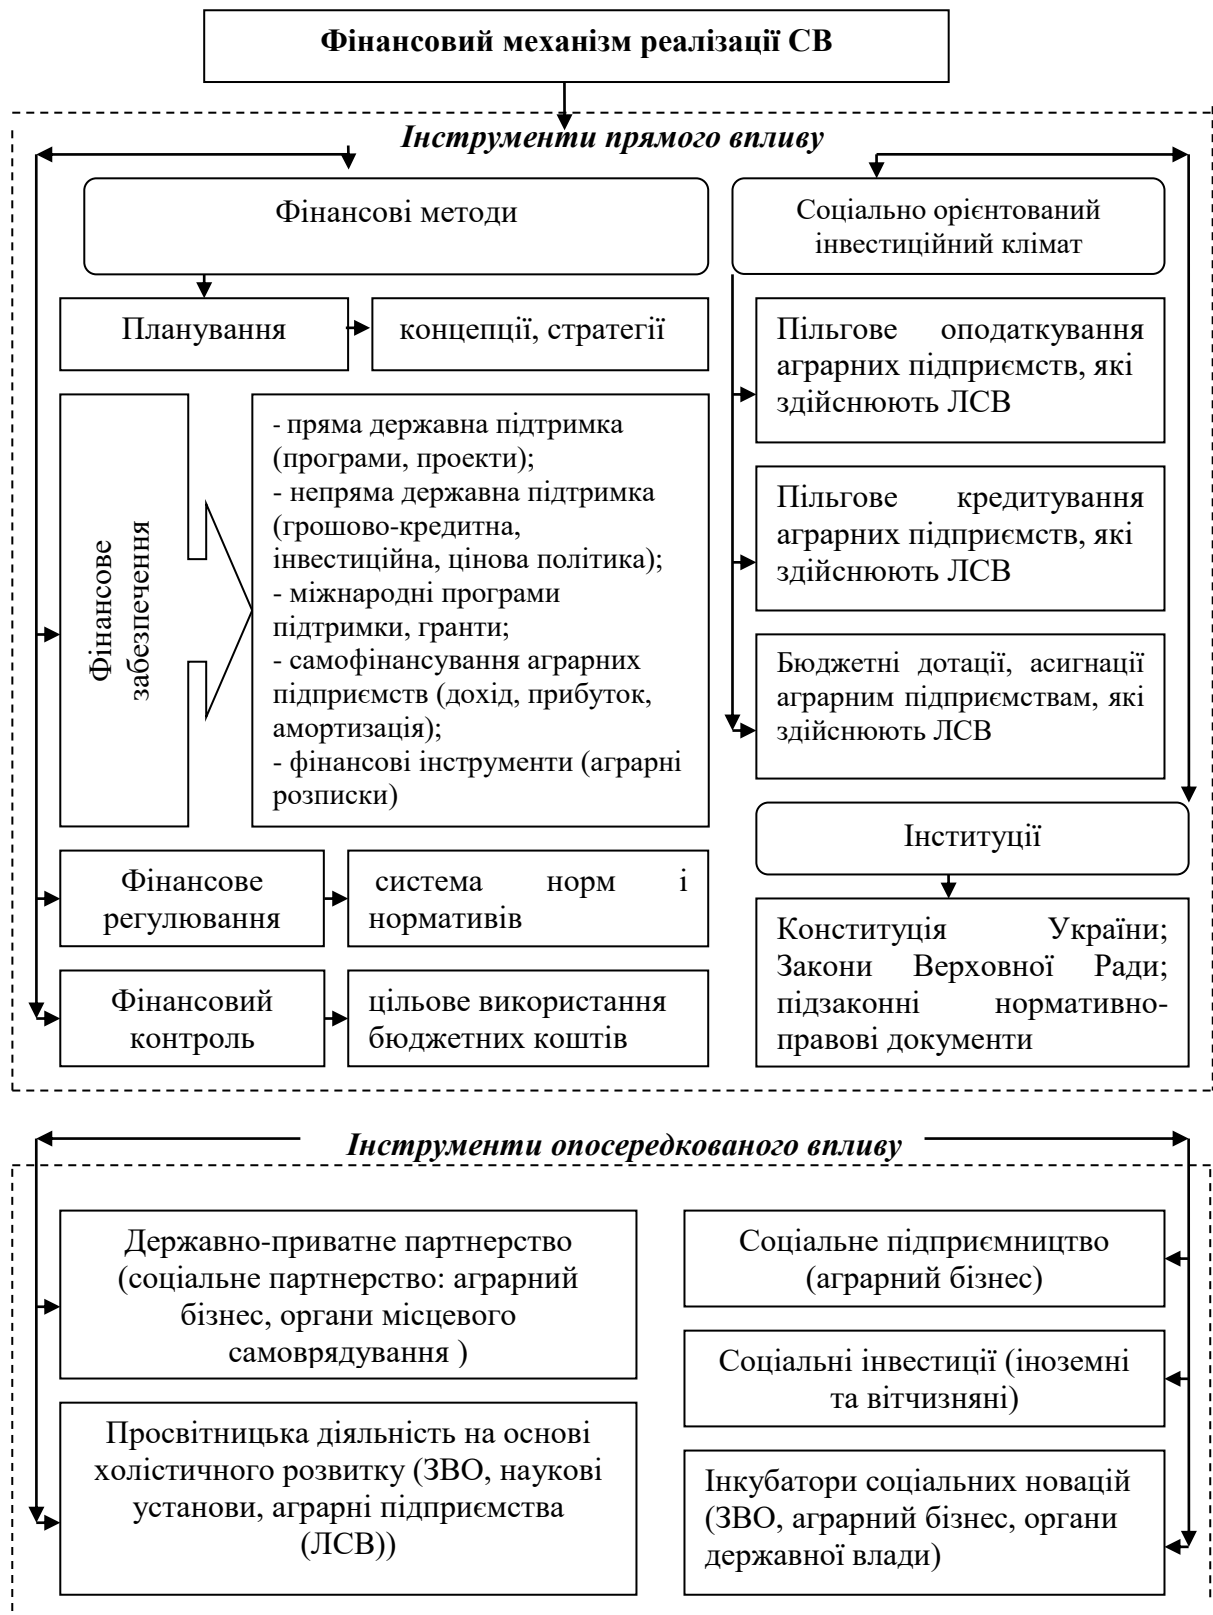 Фінансовий механізм реалізації СВ
Інструменти прямого впливу
Фінансові методи
Планування
концепції, стратегії
Фінансове
забезпечення
- пряма державна підтримка
(програми, проекти);
- непряма державна підтримка
(грошово-кредитна,
інвестиційна, цінова політика);
- міжнародні програми
підтримки, гранти;
- самофінансування аграрних
підприємств (дохід, прибуток,
амортизація);
- фінансові інструменти (аграрні
розписки)
Фінансове
регулювання
система норм і
нормативів
Фінансовий
контроль
цільове використання
бюджетних коштів
Соціально орієнтований
інвестиційний клімат
Пільгове оподаткування
аграрних підприємств, які
здійснюють ЛСВ
Пільгове кредитування
аграрних підприємств, які
здійснюють ЛСВ
Бюджетні дотації, асигнації
аграрним підприємствам, які
здійснюють ЛСВ
Інституції
Конституція України;
Закони Верховної Ради;
підзаконні нормативно-
правові документи
Інструменти опосередкованого впливу
Державно-приватне партнерство
(соціальне партнерство: аграрний
бізнес, органи місцевого
самоврядування )
Просвітницька діяльність на основі
холістичного розвитку (ЗВО, наукові
установи, аграрні підприємства
(ЛСВ))
Соціальне підприємництво
(аграрний бізнес)
Соціальні інвестиції (іноземні
та вітчизняні)
Інкубатори соціальних новацій
(ЗВО, аграрний бізнес, органи
державної влади)